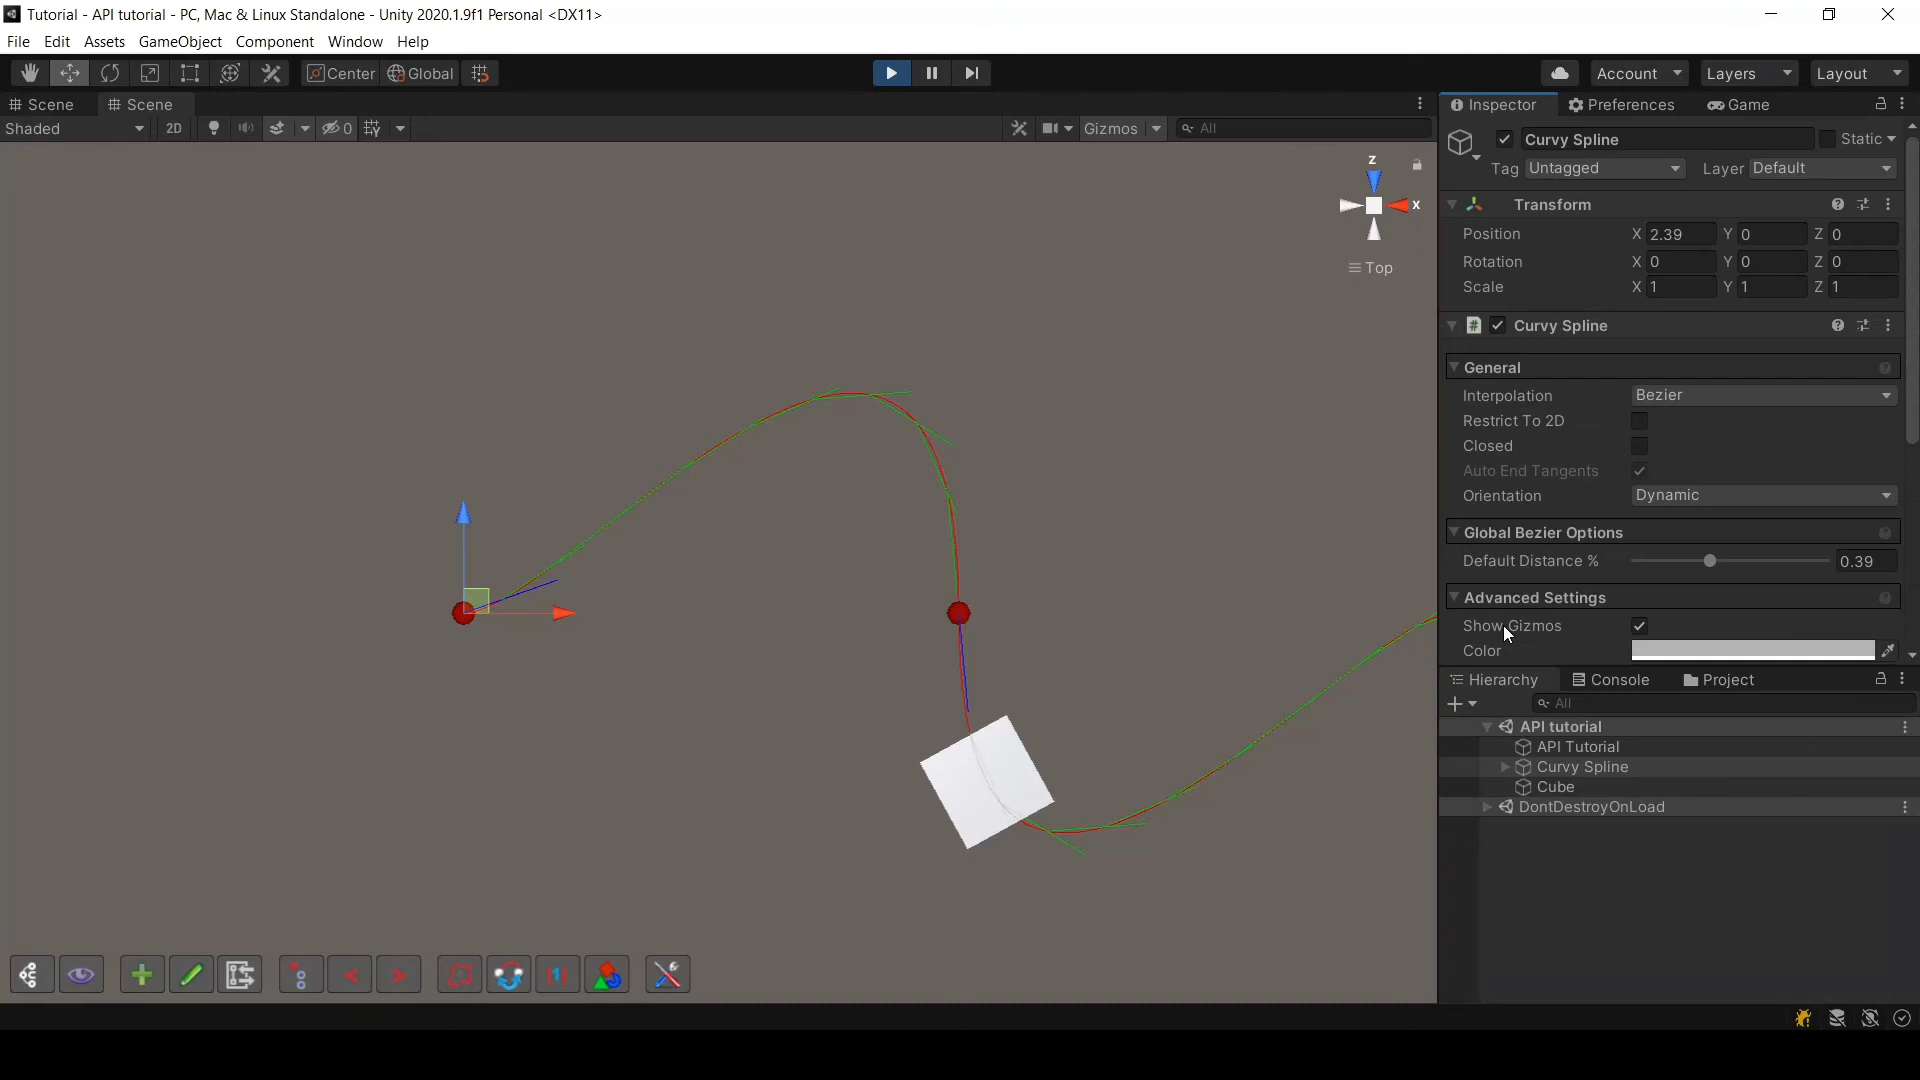 Tutorial - API tutorial - PC, Mac & Linux Standalone - Unity 2020.1.9f1 Personal <DX11>
File Edit Assets GameObject Component Window Help
Center Global Account Layers Layout
Scene Scene Inspector Preferences Game
Shaded 2D 0 Gizmos All
Curvy Spline Static
Tag Untagged Layer Default
z
x
Top
Transform
Position X 2.39 Y 0 Z 0
Rotation X 0 Y 0 Z 0
Scale X 1 Y 1 Z 1
# Curvy Spline
General
Interpolation Bezier
Restrict To 2D
Closed
Auto End Tangents
Orientation Dynamic
Global Bezier Options
Default Distance % 0.39
Advanced Settings
Show Gizmos
Color
Hierarchy Console Project
All
API tutorial
API Tutorial
Curvy Spline
Cube
DontDestroyOnLoad